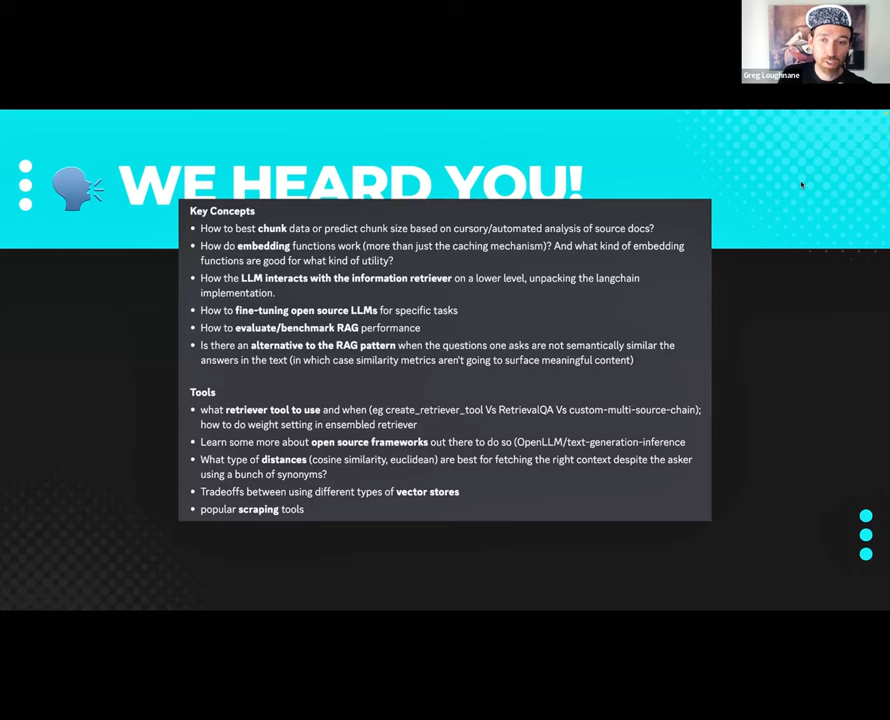 Greg Loughnane
WE HEARD YOU!
Key Concepts
• How to best chunk data or predict chunk size based on cursory/automated analysis of source docs?
• How do embedding functions work (more than just the caching mechanism)? And what kind of embedding
functions are good for what kind of utility?
• How the LLM interacts with the information retriever on a lower level, unpacking the langchain
implementation.
• How to fine-tuning open source LLMs for specific tasks
• How to evaluate/benchmark RAG performance
• Is there an alternative to the RAG pattern when the questions one asks are not semantically similar the
answers in the text (in which case similarity metrics aren't going to surface meaningful content)
Tools
• what retriever tool to use and when (eg create_retriever_tool Vs RetrievalQA Vs custom-multi-source-chain);
how to do weight setting in ensembled retriever
• Learn some more about open source frameworks out there to do so (OpenLLM/text-generation-inference
• What type of distances (cosine similarity, euclidean) are best for fetching the right context despite the asker
using a bunch of synonyms?
• Tradeoffs between using different types of vector stores
• popular scraping tools